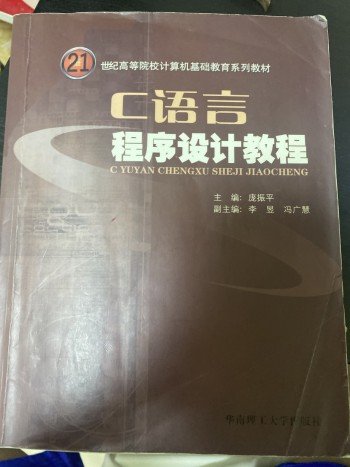 21世纪高等院校计算机基础教育系列教材
C语言
程序设计教程
C YUYAN CHENGXU SHEJI JIAOCHENG
主 编：庞振平
副主编：李 昱 冯广慧
华南理工大学出版社